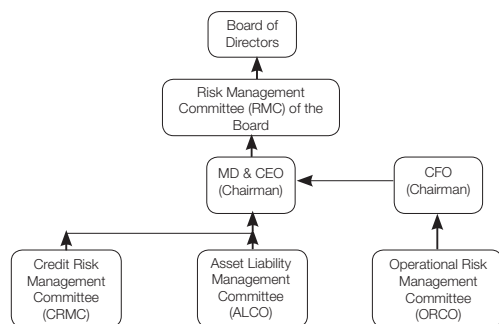 Board of
Directors
Risk Management
Committee (RMC) of the
Board
MD & CEO
(Chairman)
CFO
(Chairman)
Credit Risk
Management
Committee
(CRMC)
Asset Liability
Management
Committee
(ALCO)
Operational Risk
Management
Committee
(ORCO)